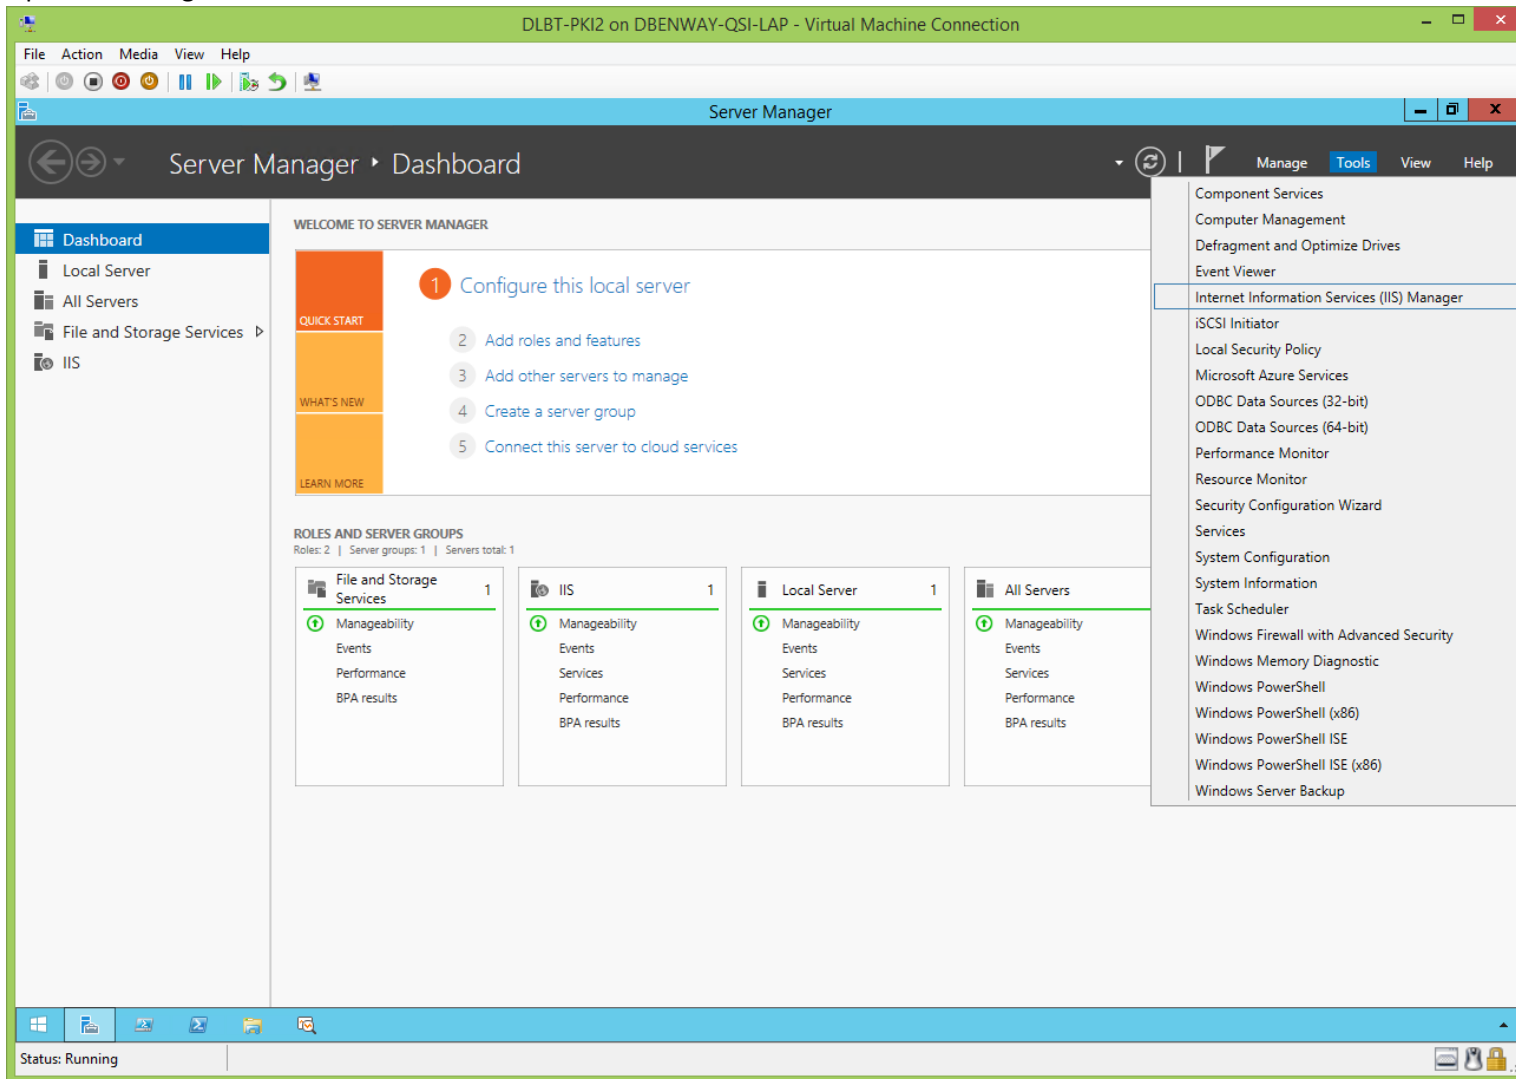 DLBT-PKI2 on DBENWAY-QSI-LAP - Virtual Machine Connection
File Action Media View Help
Server Manager
Server Manager ‣ Dashboard
Manage Tools View Help
Dashboard
Local Server
All Servers
File and Storage Services
IIS
WELCOME TO SERVER MANAGER
QUICK START
WHAT'S NEW
LEARN MORE
1 Configure this local server
2 Add roles and features
3 Add other servers to manage
4 Create a server group
5 Connect this server to cloud services
ROLES AND SERVER GROUPS
Roles: 2 | Server groups: 1 | Servers total: 1
File and Storage Services 1
Manageability
Events
Performance
BPA results
IIS 1
Manageability
Events
Services
Performance
BPA results
Local Server 1
Manageability
Events
Services
Performance
BPA results
All Servers
Manageability
Events
Services
Performance
BPA results
Component Services
Computer Management
Defragment and Optimize Drives
Event Viewer
Internet Information Services (IIS) Manager
iSCSI Initiator
Local Security Policy
Microsoft Azure Services
ODBC Data Sources (32-bit)
ODBC Data Sources (64-bit)
Performance Monitor
Resource Monitor
Security Configuration Wizard
Services
System Configuration
System Information
Task Scheduler
Windows Firewall with Advanced Security
Windows Memory Diagnostic
Windows PowerShell
Windows PowerShell (x86)
Windows PowerShell ISE
Windows PowerShell ISE (x86)
Windows Server Backup
Status: Running